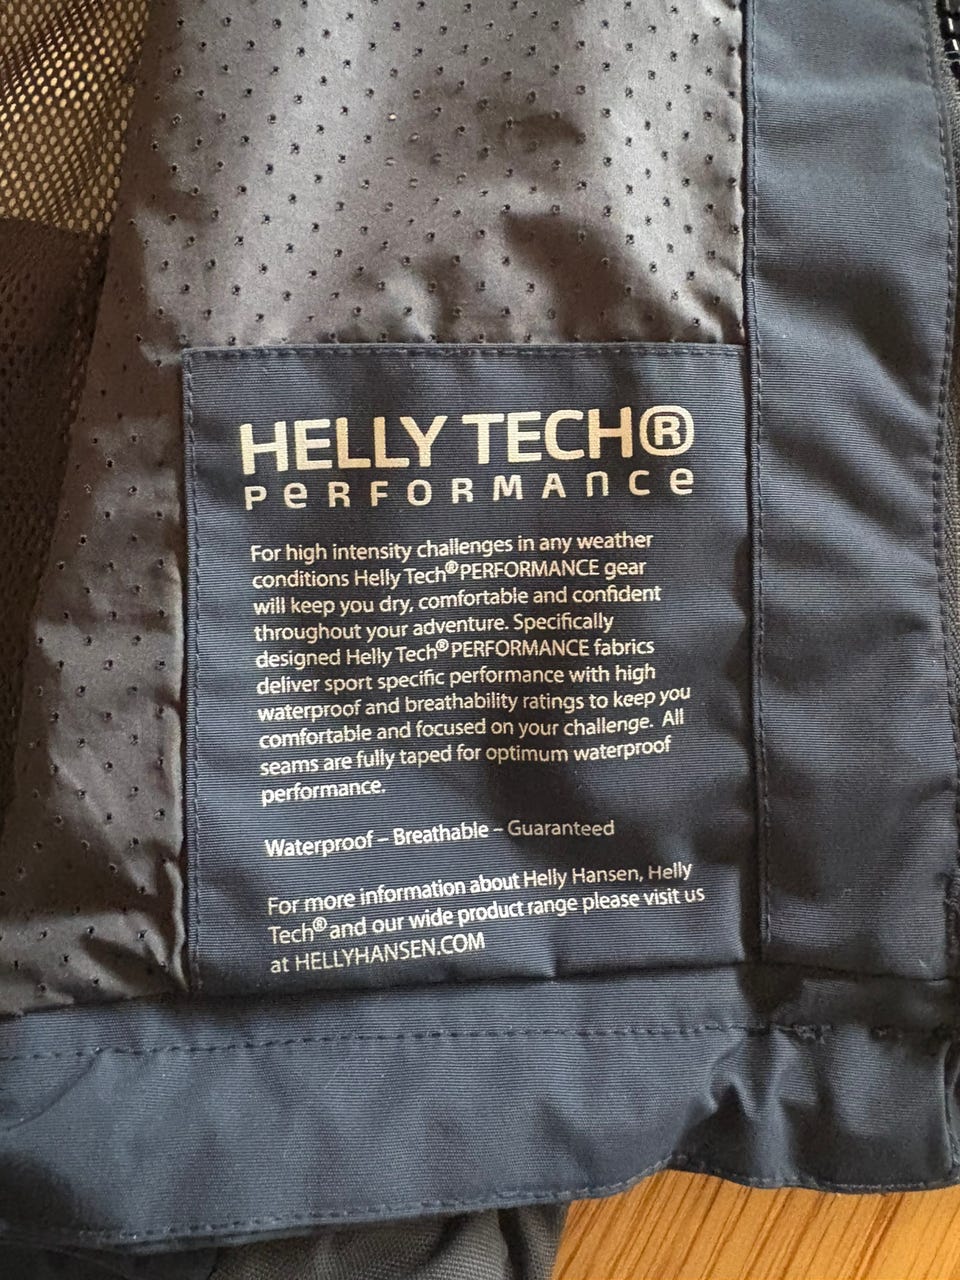 HELLY TECH®
PeRFORMAnce
For high intensity challenges in any weather
conditions Helly Tech®PERFORMANCE gear
will keep you dry, comfortable and confident
throughout your adventure. Specifically
designed Helly Tech®PERFORMANCE fabrics
deliver sport specific performance with high
waterproof and breathability ratings to keep you
comfortable and focused on your challenge. All
seams are fully taped for optimum waterproof
performance.
Waterproof – Breathable – Guaranteed
For more information about Helly Hansen, Helly
Tech® and our wide product range please visit us
at HELLYHANSEN.COM